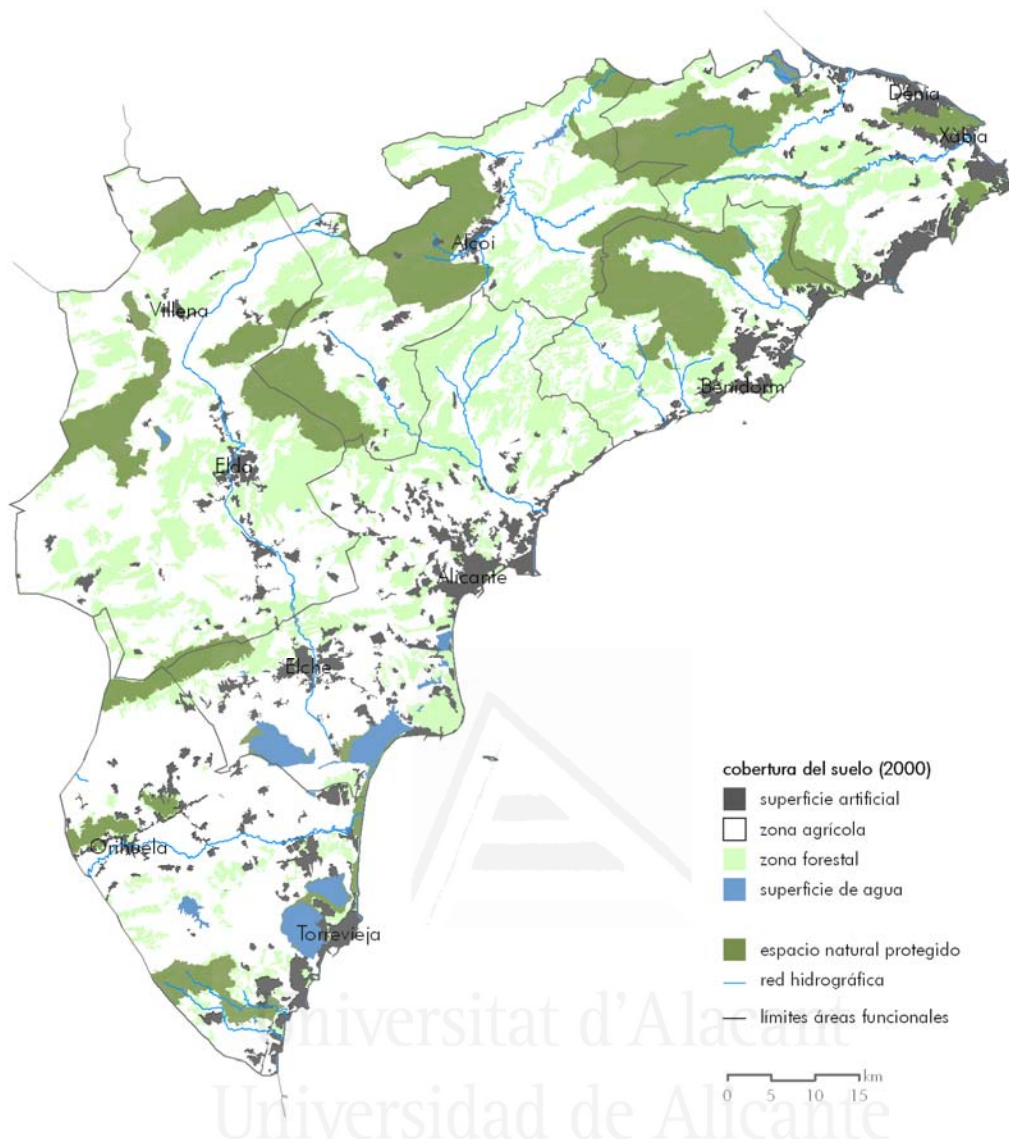 Dénia
Xàbia
Alcoi
Villena
Benidorm
Elda
Alicante
Elche
Orihuela
Torrevieja
cobertura del suelo (2000)
superficie artificial
zona agrícola
zona forestal
superficie de agua
espacio natural protegido
red hidrográfica
límites áreas funcionales
km
0 5 10 15
Universitat d'Alacant
Universidad de Alicante